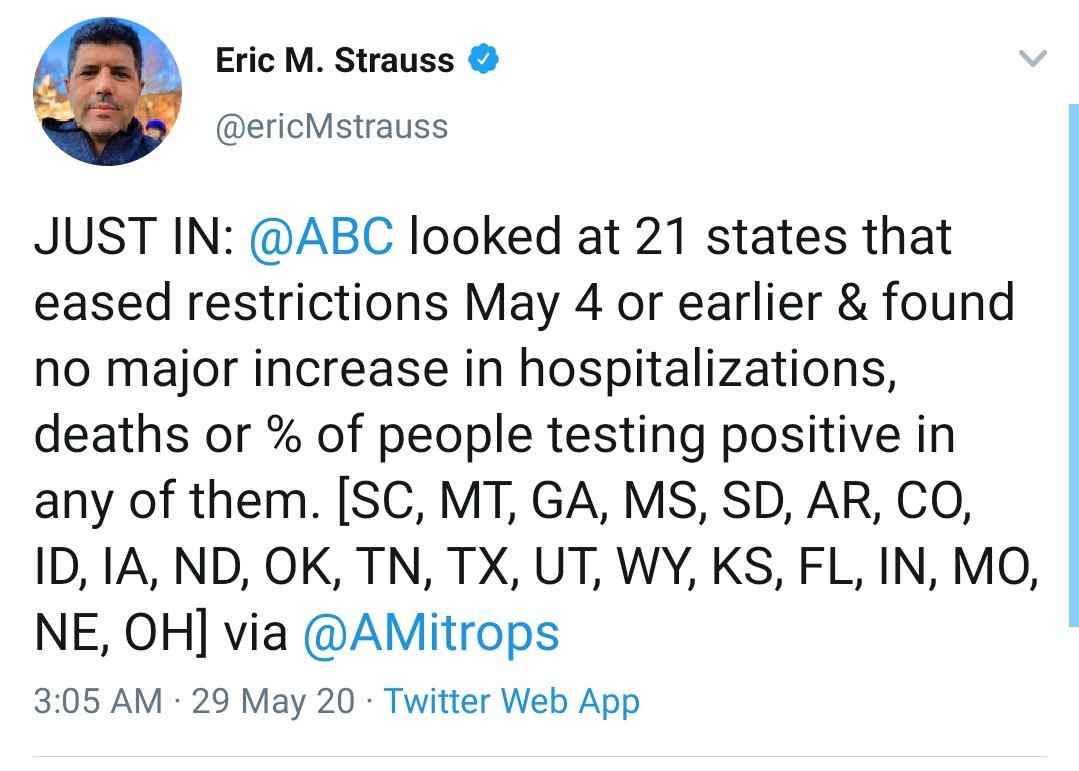 Eric M. Strauss
@ericMstrauss
JUST IN: @ABC looked at 21 states that
eased restrictions May 4 or earlier & found
no major increase in hospitalizations,
deaths or % of people testing positive in
any of them. [SC, MT, GA, MS, SD, AR, CO,
ID, IA, ND, OK, TN, TX, UT, WY, KS, FL, IN, MO,
NE, OH] via @AMitrops
3:05 AM · 29 May 20 · Twitter Web App